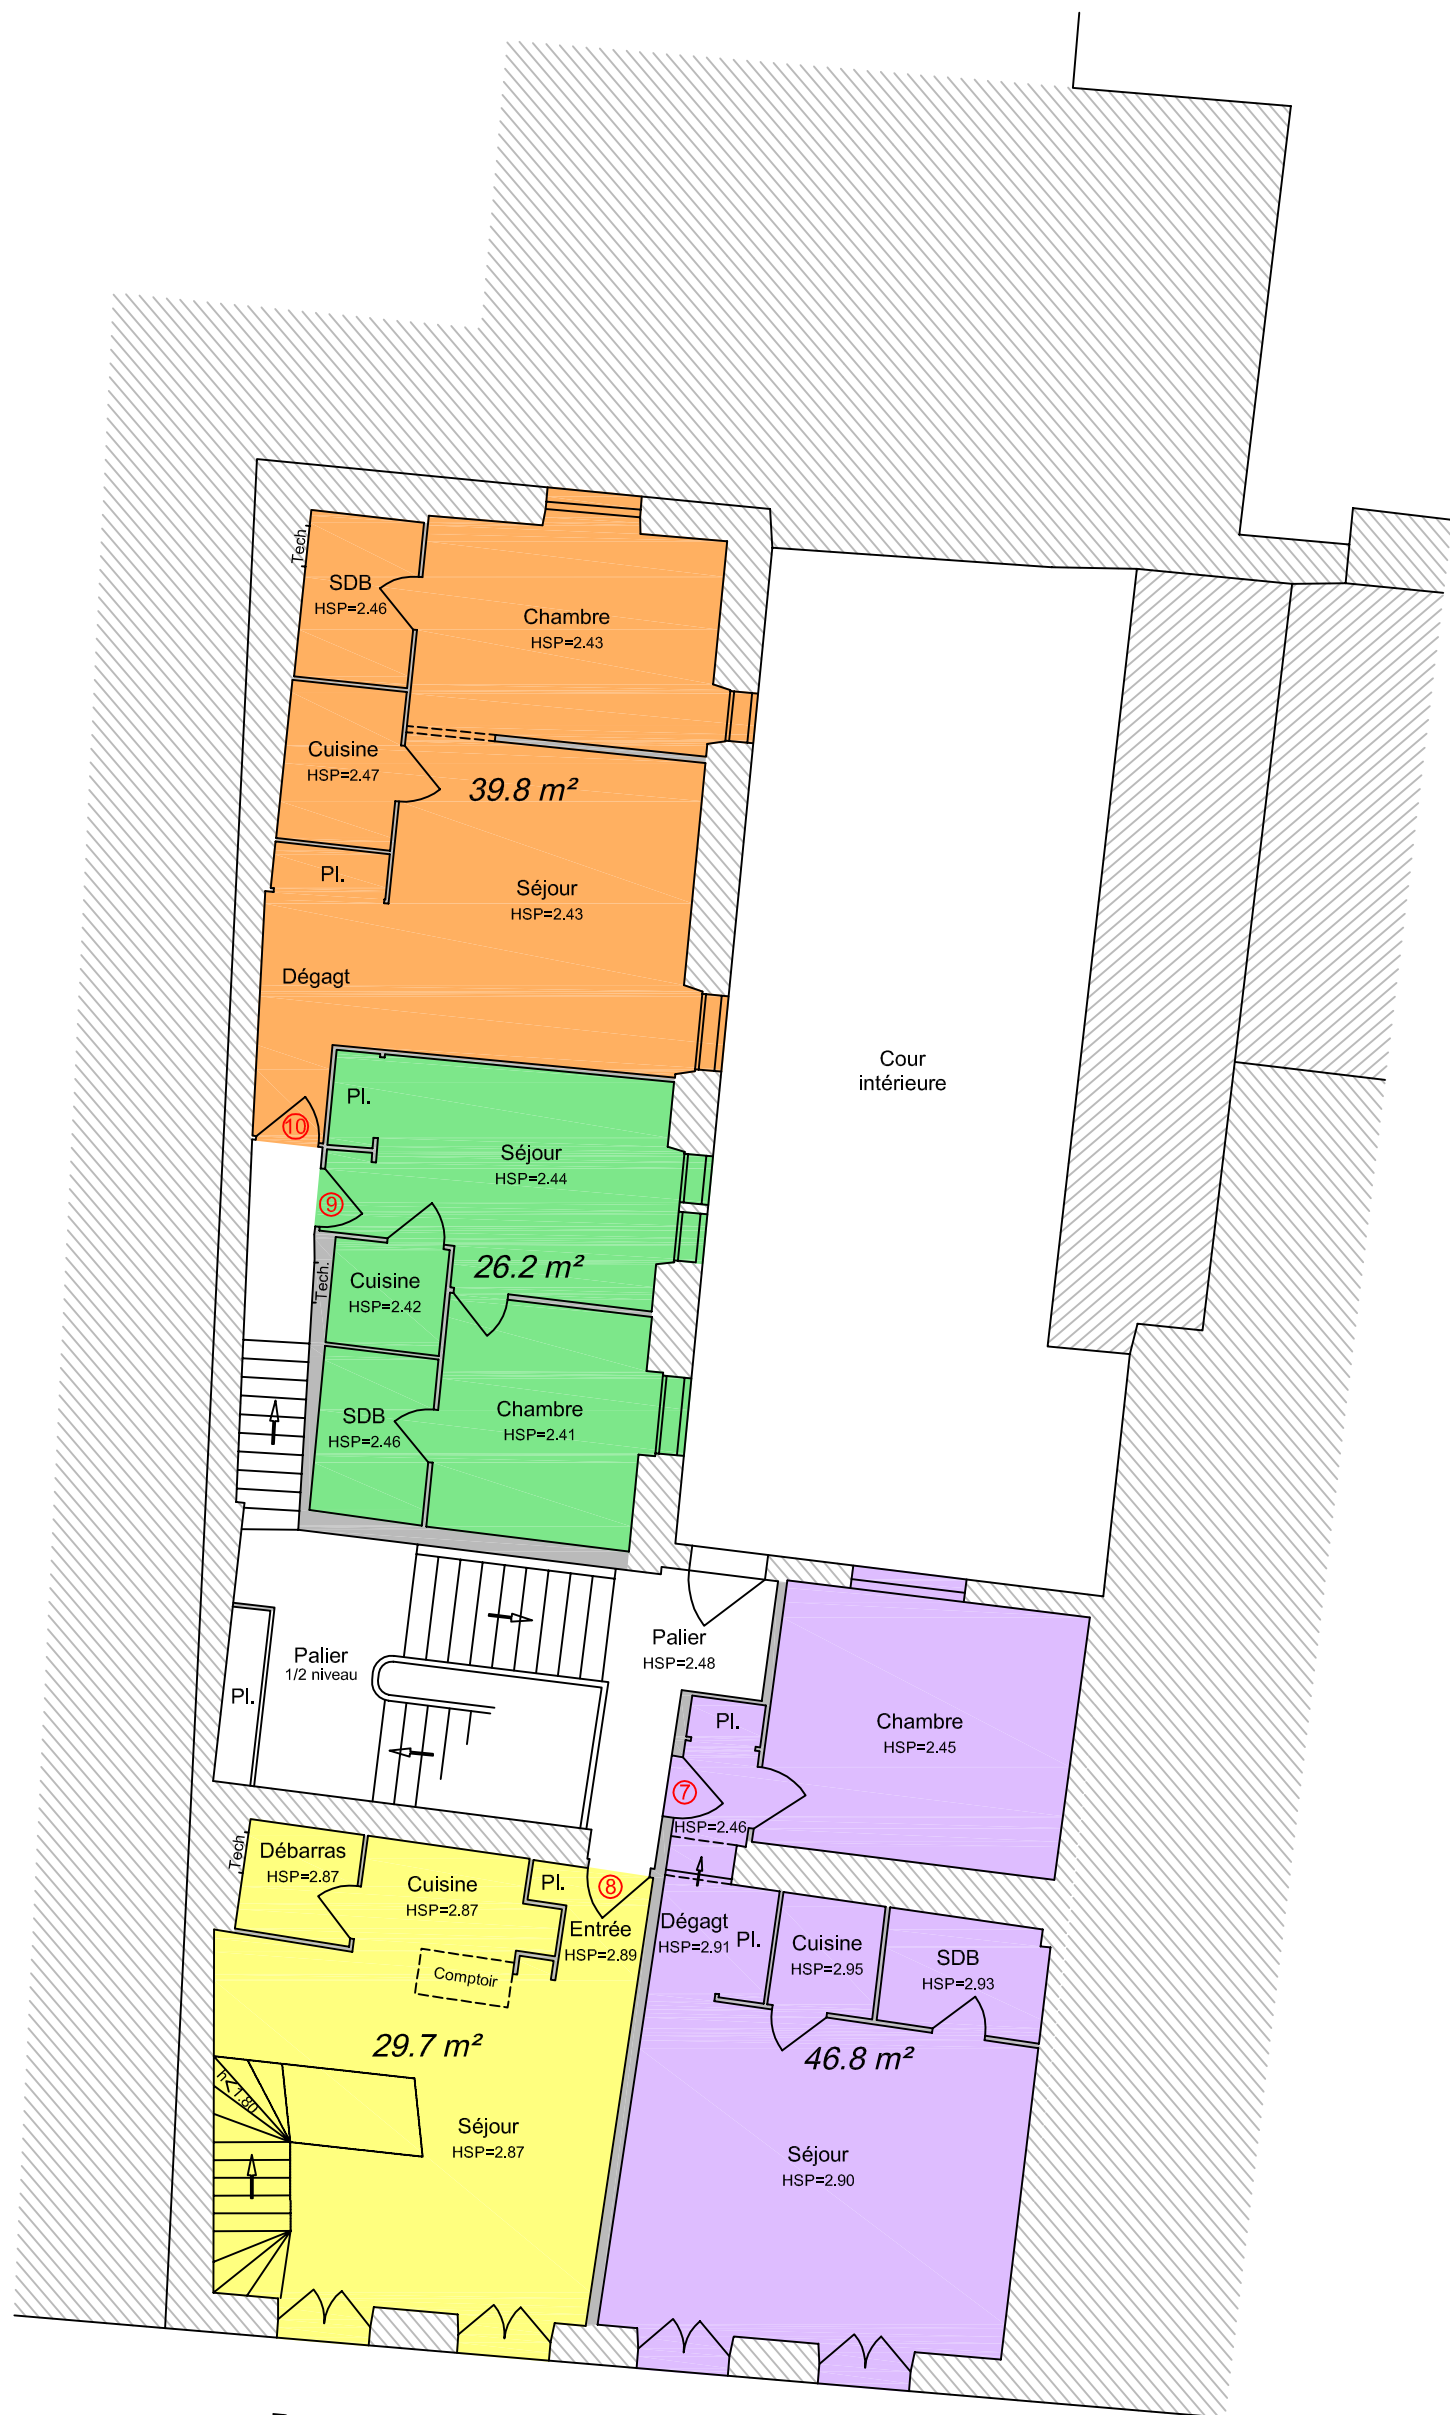 Tech.
SDB
HSP=2.46
Chambre
HSP=2.43
Cuisine
HSP=2.47
39.8 m²
Pl.
Séjour
HSP=2.43
Dégagt
10
Pl.
Séjour
HSP=2.44
9
26.2 m²
Tech.
Cuisine
HSP=2.42
SDB
HSP=2.46
Chambre
HSP=2.41
Cour
intérieure
Palier
1/2 niveau
Pl.
Palier
HSP=2.48
Pl.
Chambre
HSP=2.45
7
HSP=2.46
Tech
Débarras
HSP=2.87
Cuisine
HSP=2.87
Pl.
8
Entrée
HSP=2.89
Comptoir
29.7 m²
h<1.80
Séjour
HSP=2.87
Dégagt
HSP=2.91
Pl.
Cuisine
HSP=2.95
SDB
HSP=2.93
46.8 m²
Séjour
HSP=2.90